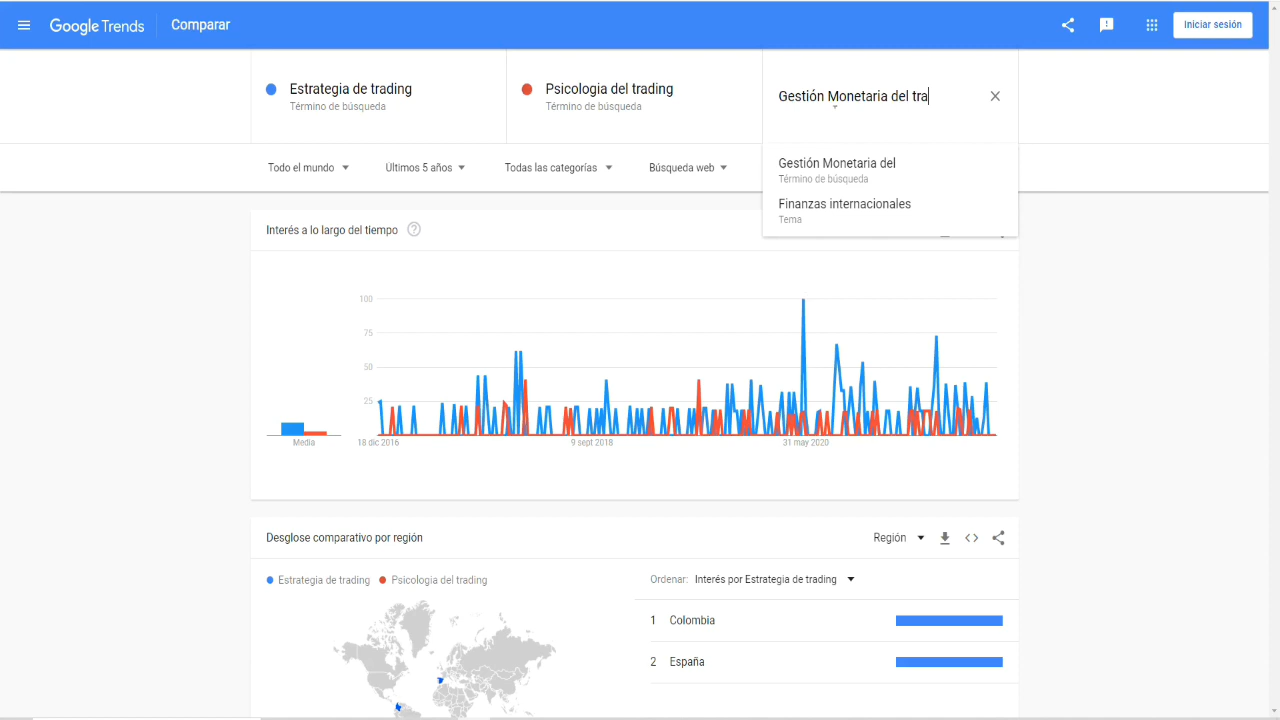 Google Trends Comparar Iniciar sesión
Estrategia de trading
Término de búsqueda
Psicologia del trading
Término de búsqueda
Gestión Monetaria del tra
Todo el mundo Últimos 5 años Todas las categorías Búsqueda web
Gestión Monetaria del
Término de búsqueda
Finanzas internacionales
Tema
Interés a lo largo del tiempo
100
75
50
25
Media
18 dic 2016 9 sept 2018 31 may 2020
Desglose comparativo por región
Región
Estrategia de trading Psicologia del trading
Ordenar: Interés por Estrategia de trading
1 Colombia
2 España